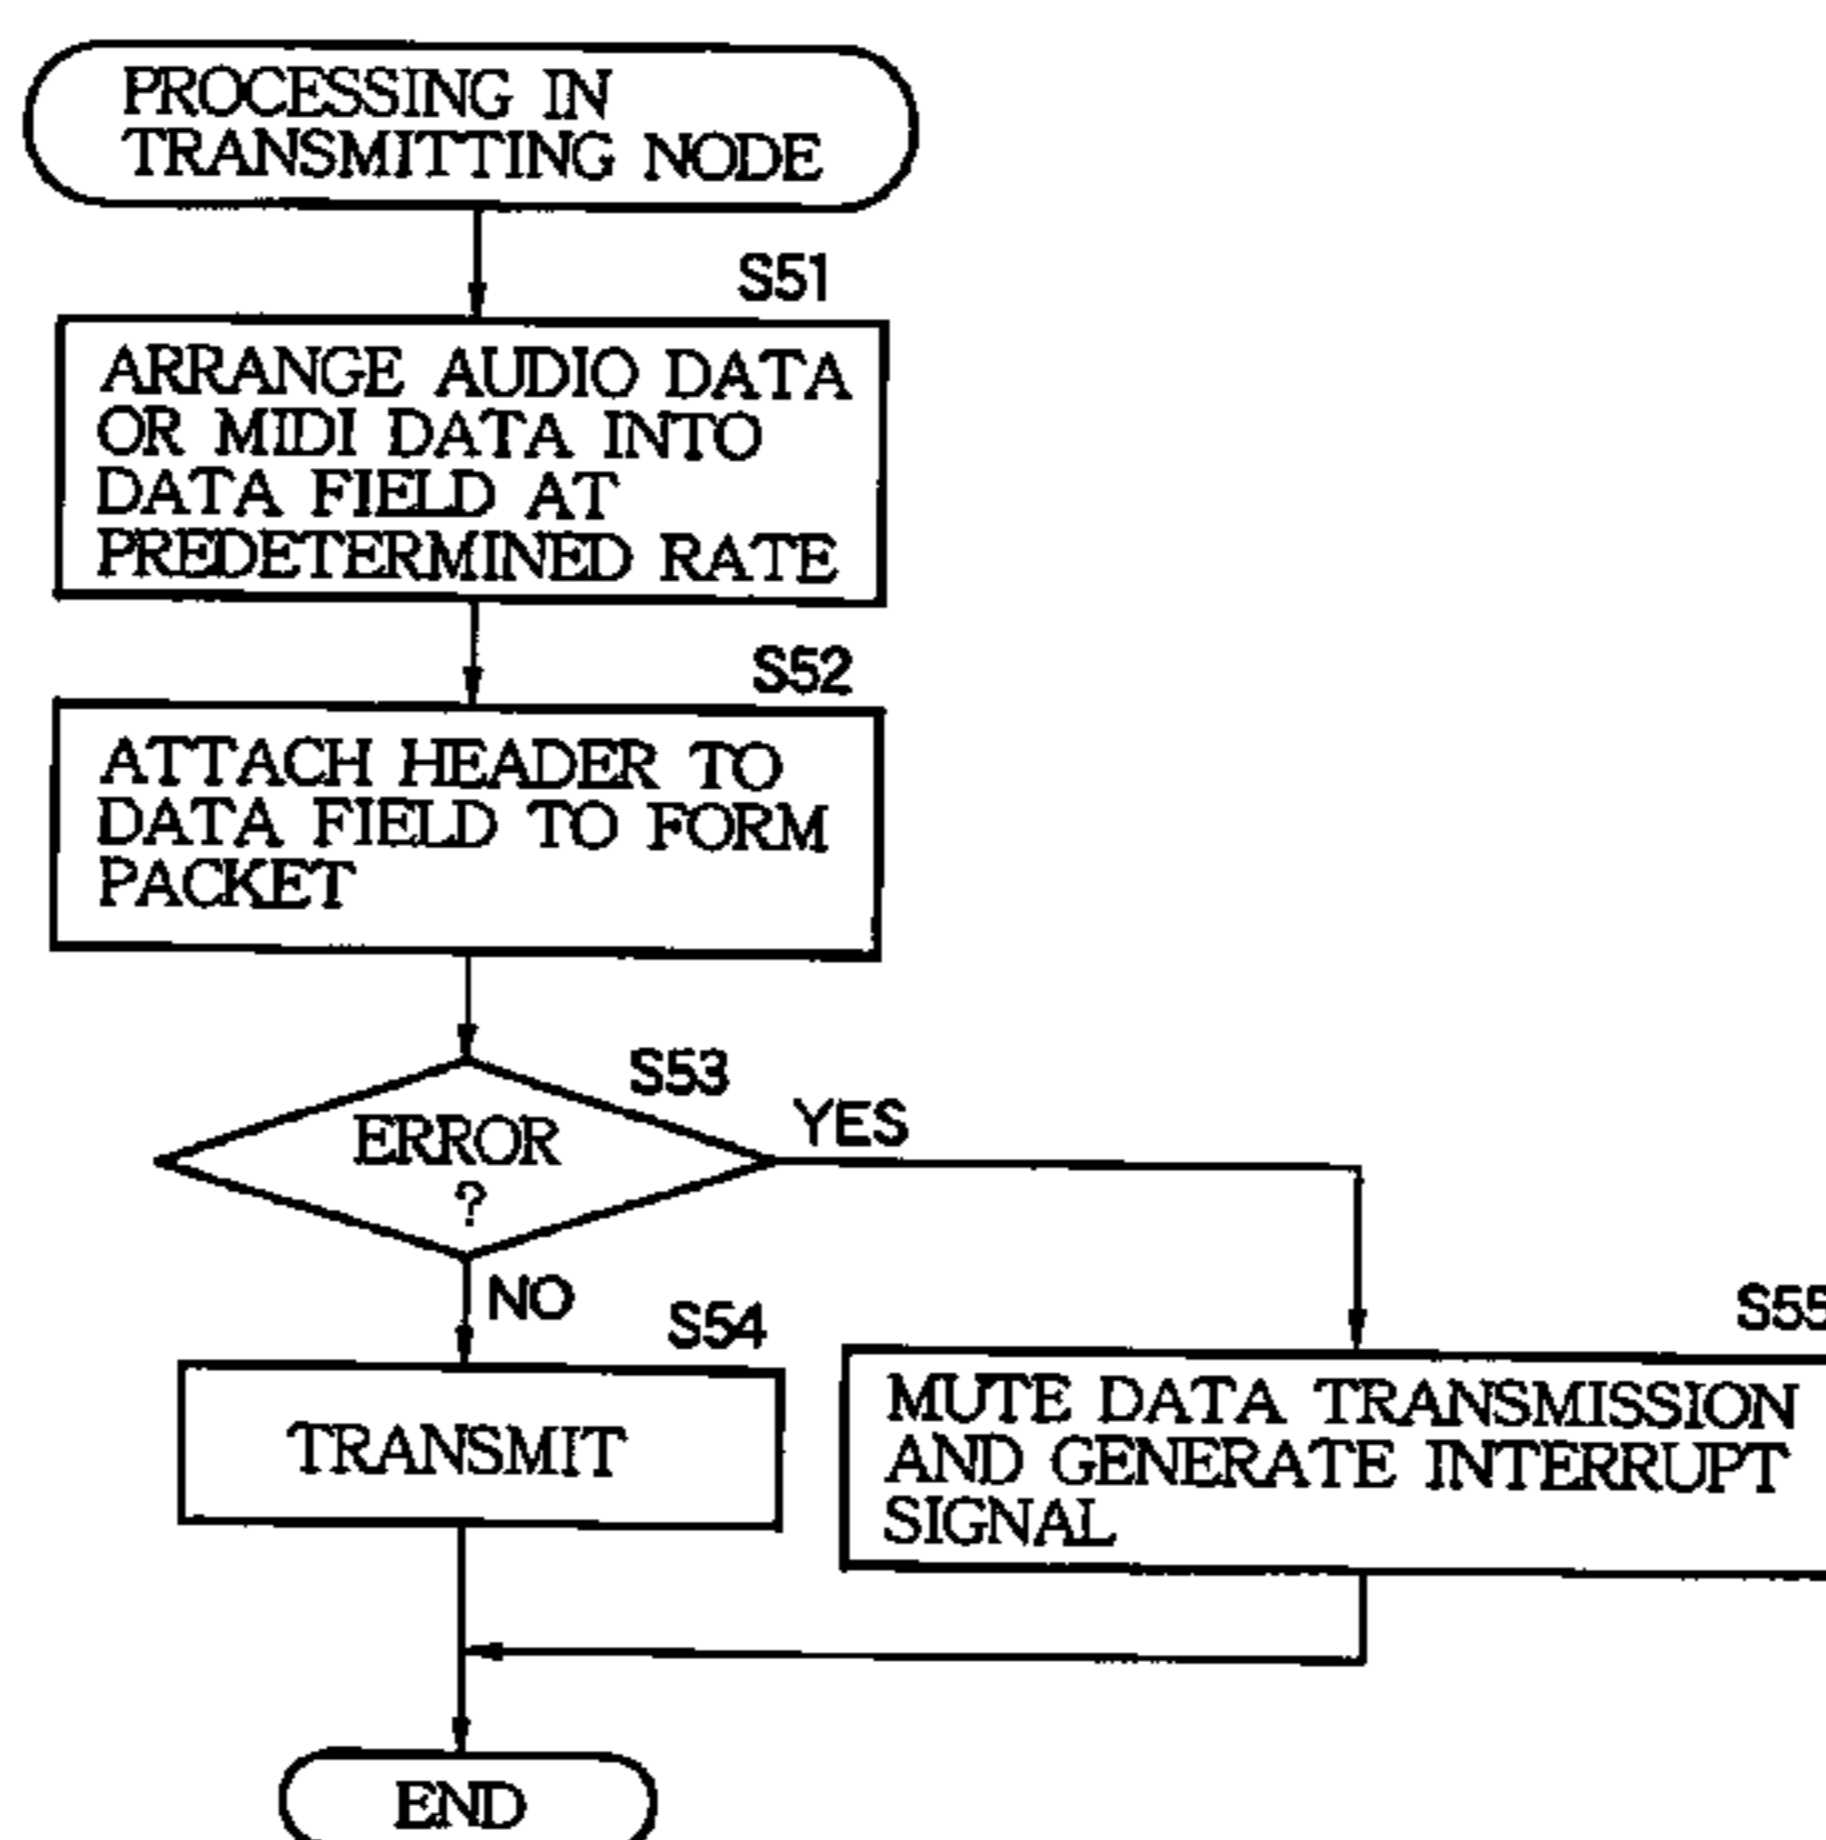 PROCESSING IN
TRANSMITTING NODE
S51
ARRANGE AUDIO DATA
OR MIDI DATA INTO
DATA FIELD AT
PREDETERMINED RATE
S52
ATTACH HEADER TO
DATA FIELD TO FORM
PACKET
S53
ERROR
?
YES
NO
S54
TRANSMIT
S55
MUTE DATA TRANSMISSION
AND GENERATE INTERRUPT
SIGNAL
END